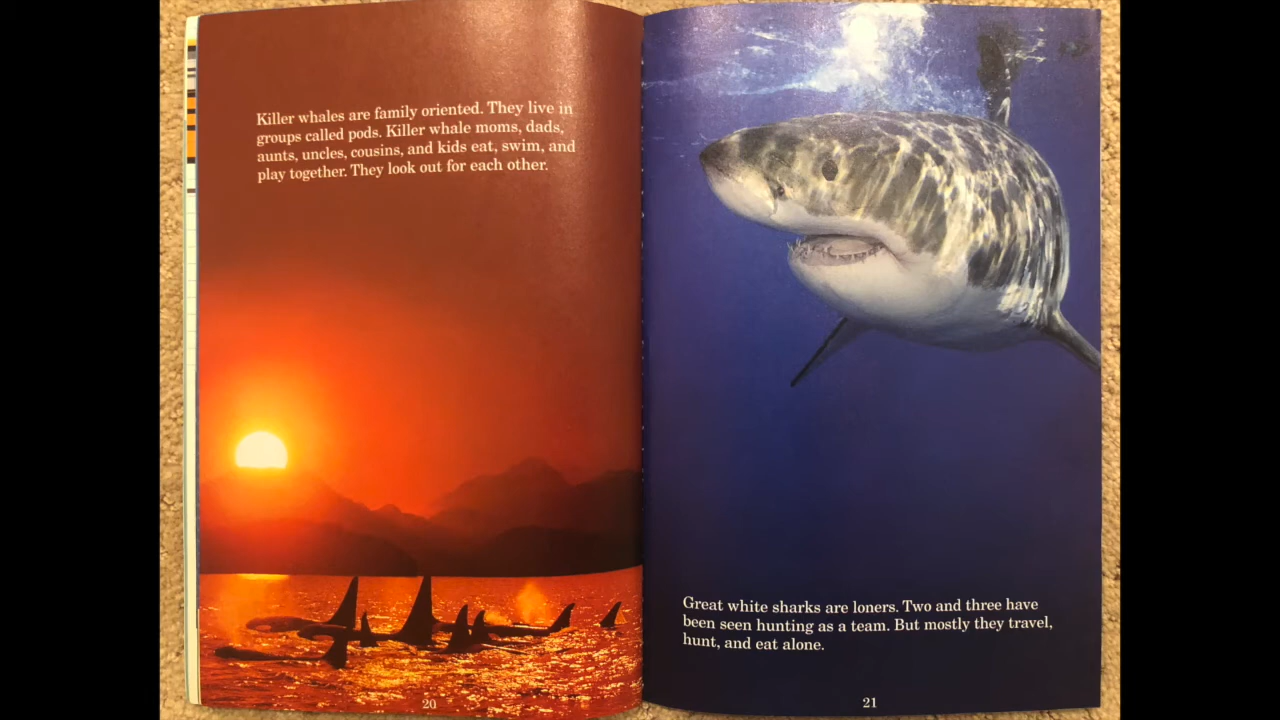 Killer whales are family oriented. They live in
groups called pods. Killer whale moms, dads,
aunts, uncles, cousins, and kids eat, swim, and
play together. They look out for each other.
20
Great white sharks are loners. Two and three have
been seen hunting as a team. But mostly they travel,
hunt, and eat alone.
21